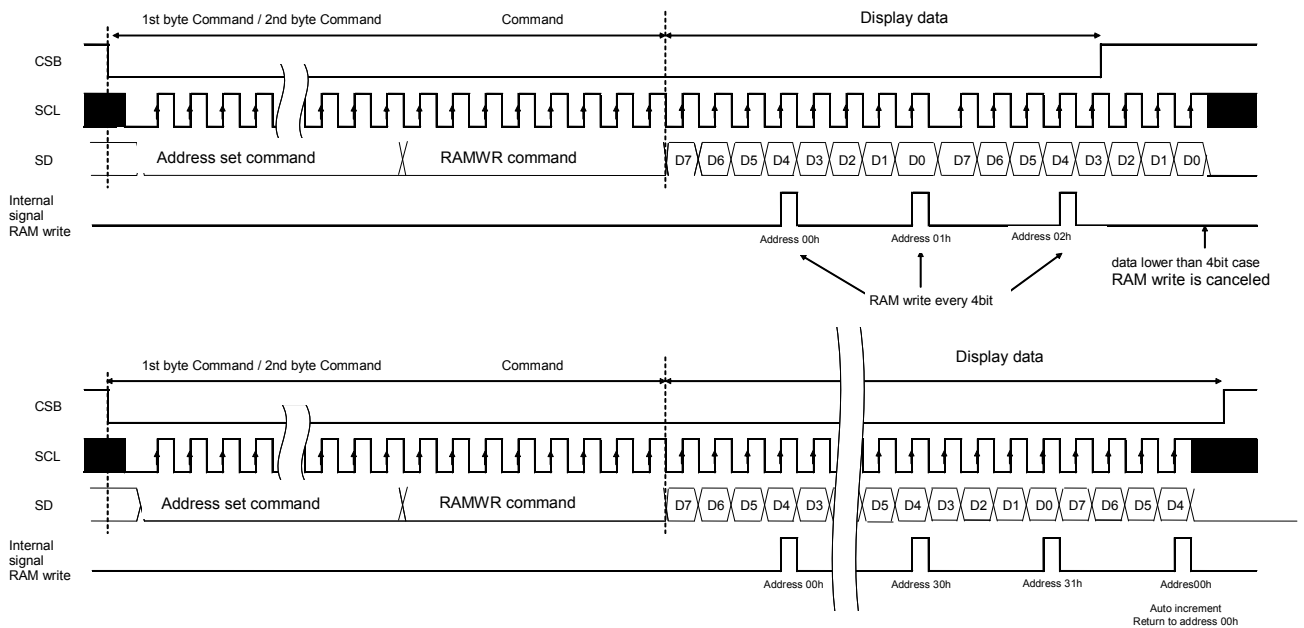 1st byte Command / 2nd byte Command Command Display data
CSB
SCL
SD Address set command RAMWR command D7 D6 D5 D4 D3 D2 D1 D0 D7 D6 D5 D4 D3 D2 D1 D0
Internal
signal
RAM write
Address 00h Address 01h Address 02h
data lower than 4bit case
RAM write is canceled
RAM write every 4bit
1st byte Command / 2nd byte Command Command Display data
CSB
SCL
SD Address set command RAMWR command D7 D6 D5 D4 D3 D5 D4 D3 D2 D1 D0 D7 D6 D5 D4
Internal
signal
RAM write
Address 00h Address 30h Address 31h Addres00h
Auto increment
Return to address 00h